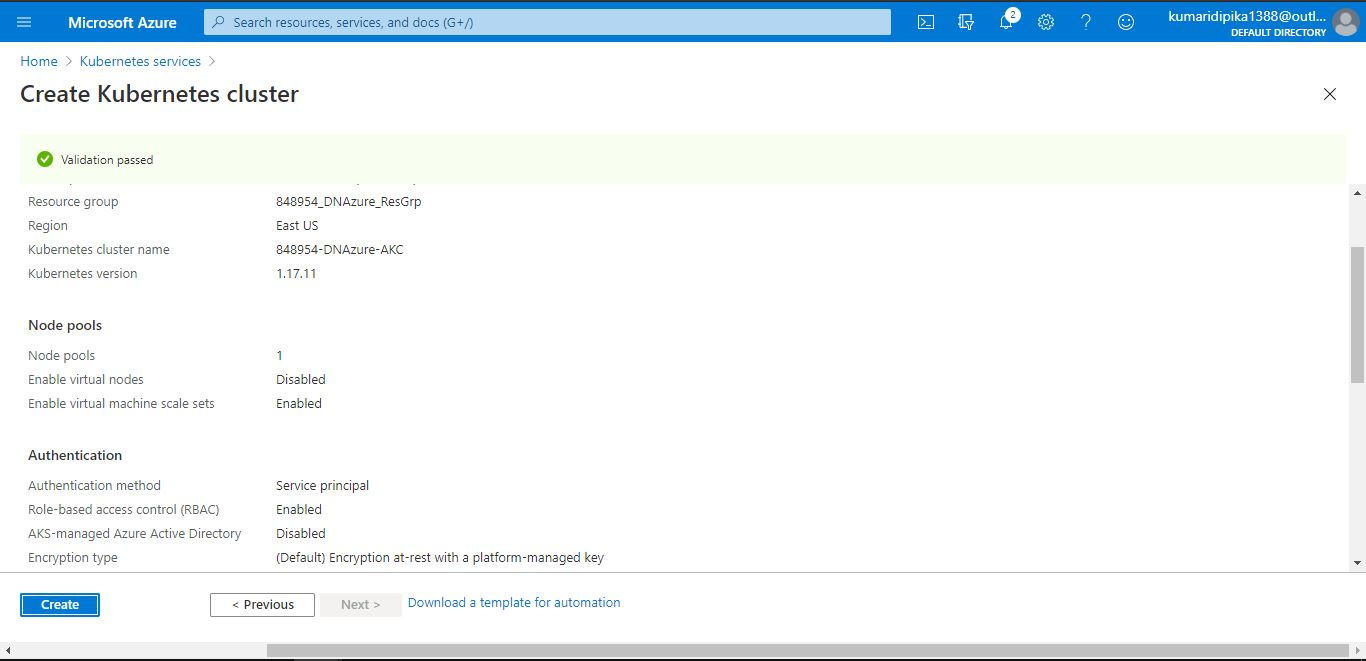 Microsoft Azure
Search resources, services, and docs (G+/)
2
kumaridipika1388@outl...
DEFAULT DIRECTORY
Home > Kubernetes services >
Create Kubernetes cluster
Validation passed
Resource group 848954_DNAzure_ResGrp
Region East US
Kubernetes cluster name 848954-DNAzure-AKC
Kubernetes version 1.17.11
Node pools
Node pools 1
Enable virtual nodes Disabled
Enable virtual machine scale sets Enabled
Authentication
Authentication method Service principal
Role-based access control (RBAC) Enabled
AKS-managed Azure Active Directory Disabled
Encryption type (Default) Encryption at-rest with a platform-managed key
Create < Previous Next > Download a template for automation